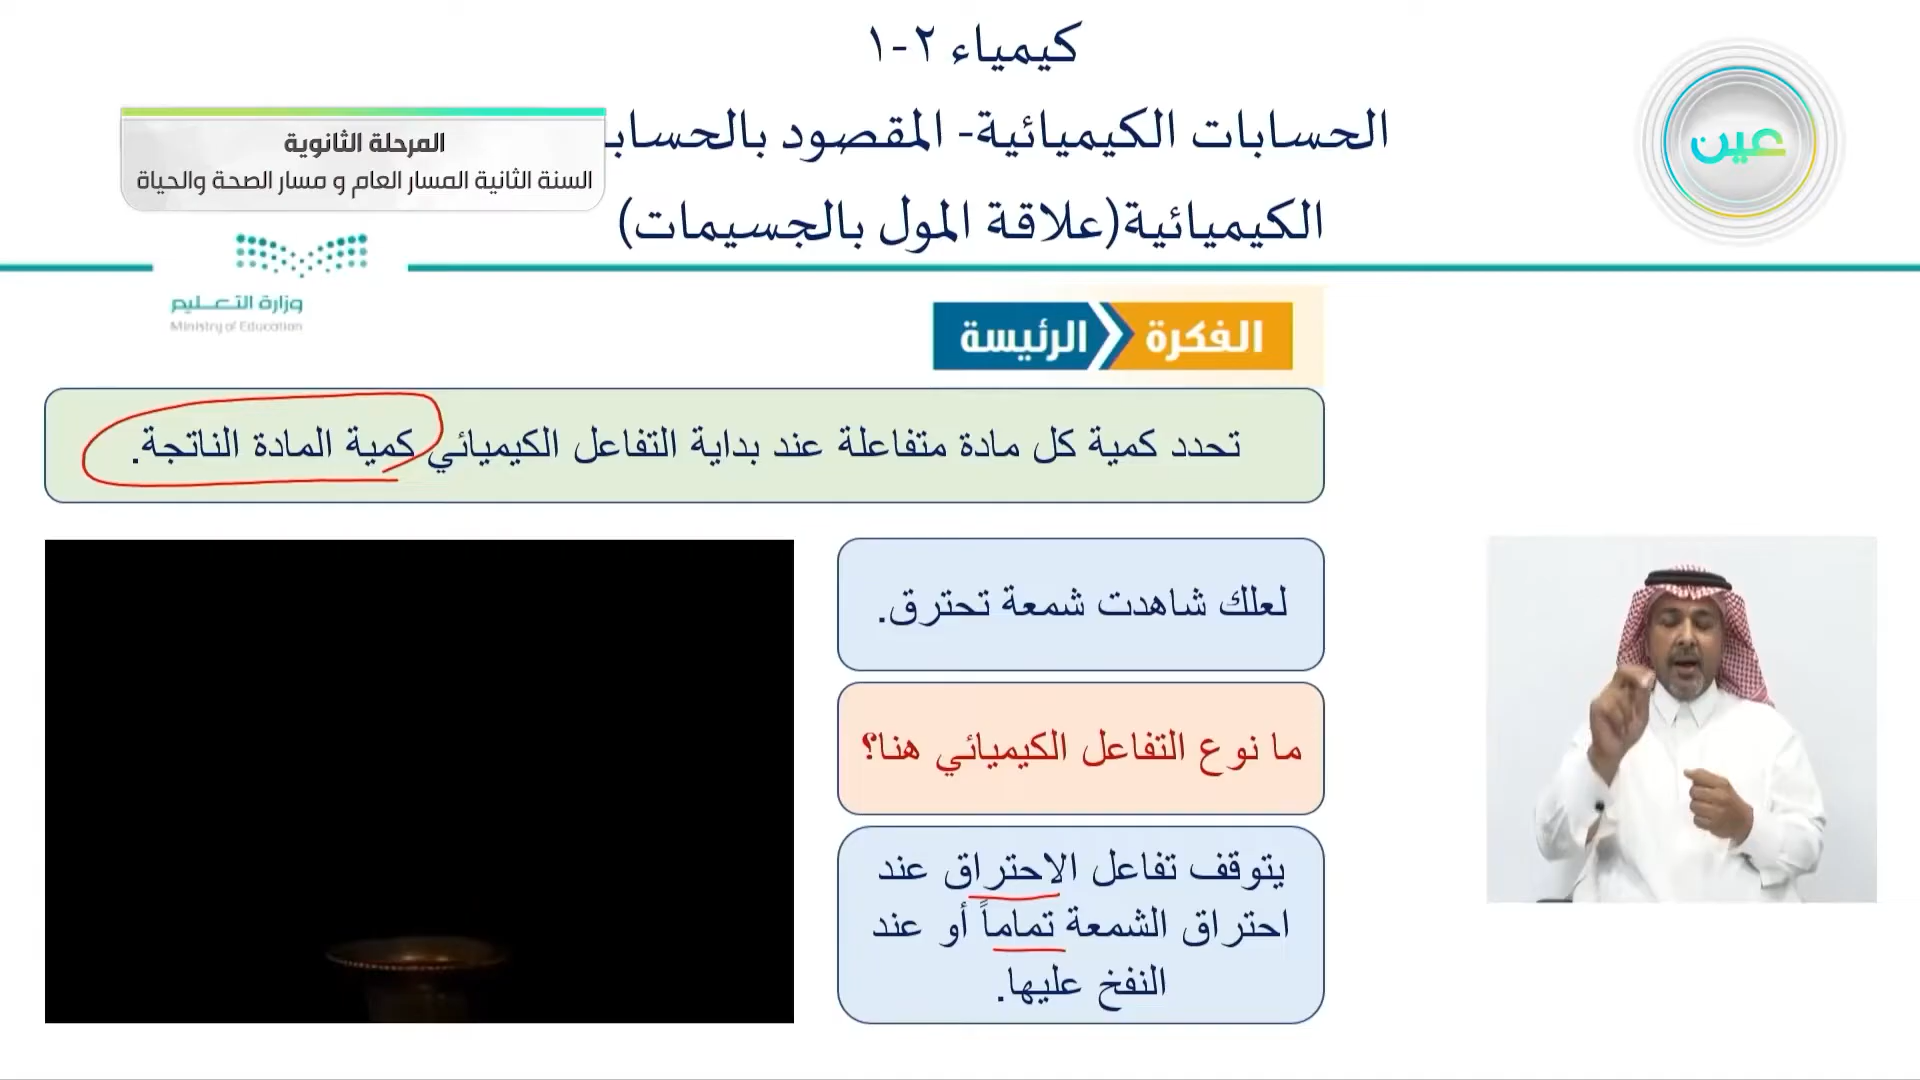 كيمياء ٢-١
الحسابات الكيميائية- المقصود بالحساب
الكيميائية(علاقة المول بالجسيمات)
عين
المرحلة الثانوية
السنة الثانية المسار العام و مسار الصحة والحياة
وزارة التعليم
Ministry of Education
الفكرة الرئيسة
تحدد كمية كل مادة متفاعلة عند بداية التفاعل الكيميائي كمية المادة الناتجة.
لعلك شاهدت شمعة تحترق.
ما نوع التفاعل الكيميائي هنا؟
يتوقف تفاعل الاحتراق عند
احتراق الشمعة تماماً أو عند
النفخ عليها.